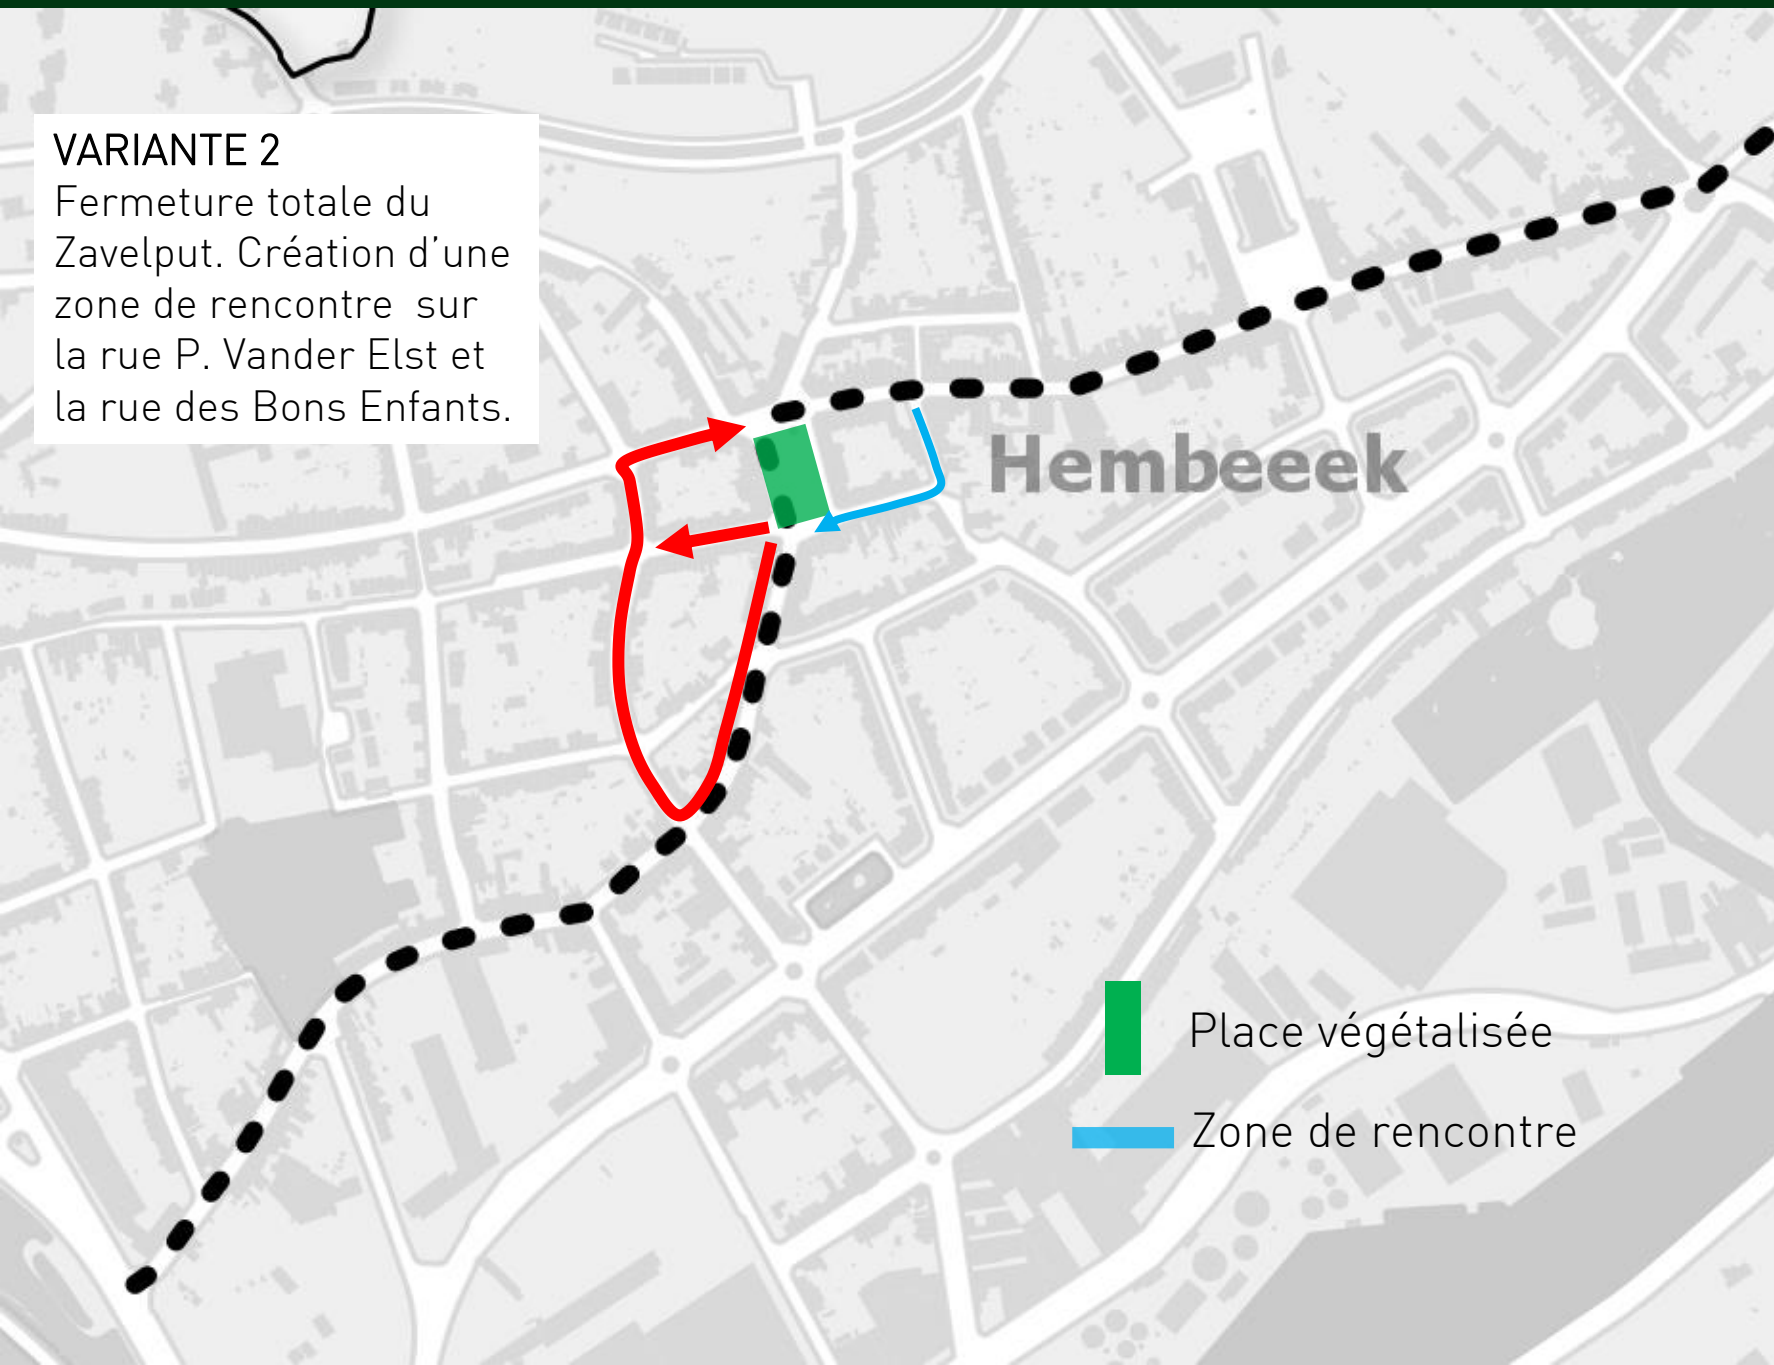 VARIANTE 2
Fermeture totale du
Zavelput. Création d'une
zone de rencontre sur
la rue P. Vander Elst et
la rue des Bons Enfants.
Hembeeek
Place végétalisée
Zone de rencontre